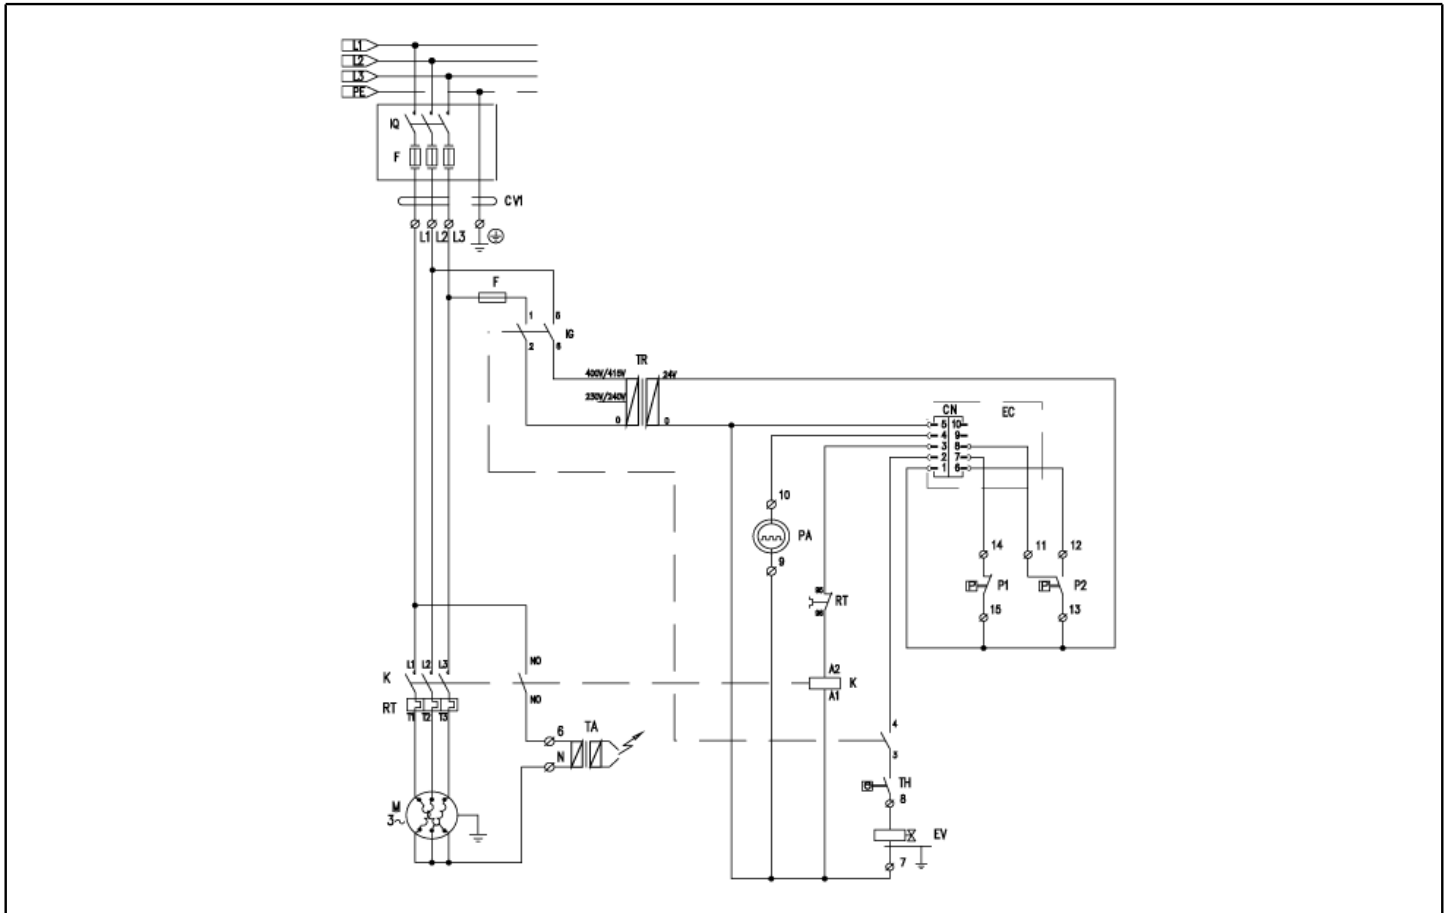 L1
L2
L3
PE
IQ
F
CV1
L1 L2 L3
F
1 5
IG
2 6
TR
400V/415V 24V
230V/240V
0 0
CN EC
5 10
4 9
3 8
2 7
1 6
10
PA
9
14 11 12
P1 P2
15 13
95
RT
96
L1 L2 L3 NO
K
A2
K
A1
NO
RT
T1 T2 T3
6 TA
N
4
3
TH
8
M
3~
EV
7